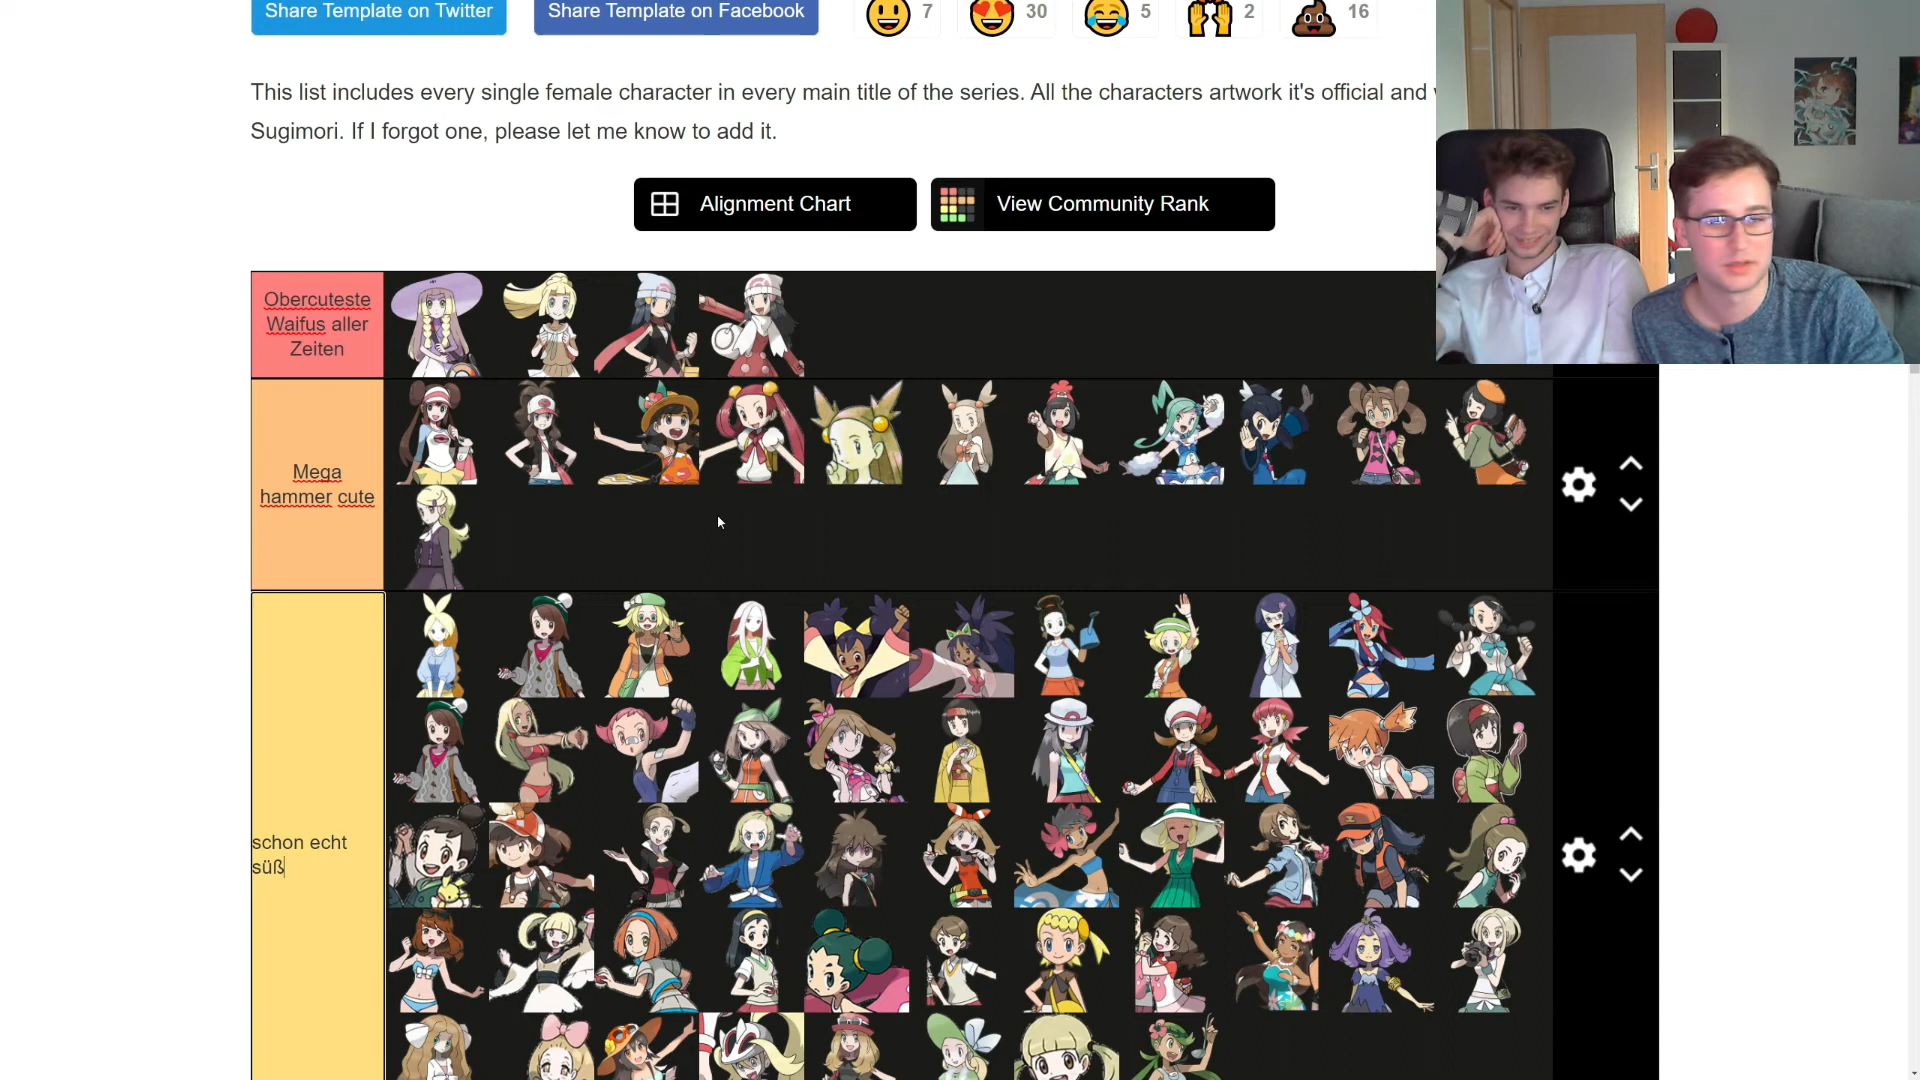 Share Template on Twitter
Share Template on Facebook
7
30
5
2
16
This list includes every single female character in every main title of the series. All the characters artwork it's official and
Sugimori. If I forgot one, please let me know to add it.
Alignment Chart
View Community Rank
Obercuteste
Waifus aller
Zeiten
Mega
hammer cute
schon echt
süß